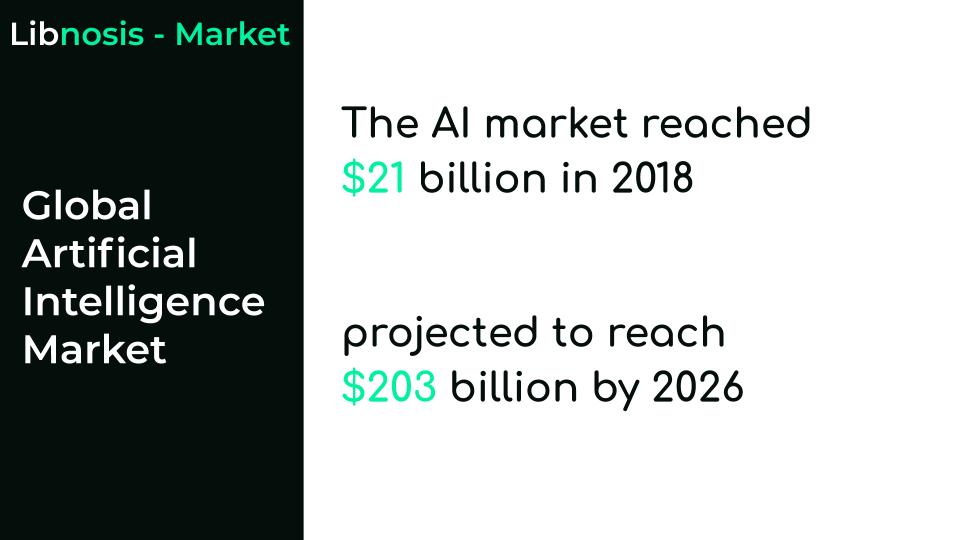 Libnosis - Market
Global
Artificial
Intelligence
Market
The AI market reached
$21 billion in 2018
projected to reach
$203 billion by 2026